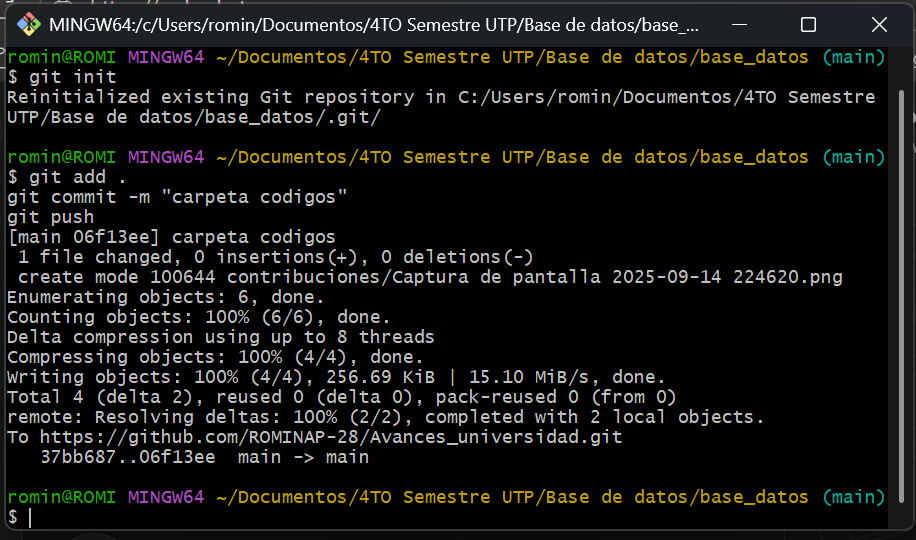 MINGW64:/c/Users/romin/Documentos/4TO Semestre UTP/Base de datos/base_...
romin@ROMI MINGW64 ~/Documentos/4TO Semestre UTP/Base de datos/base_datos (main)
$ git init
Reinitialized existing Git repository in C:/Users/romin/Documentos/4TO Semestre
UTP/Base de datos/base_datos/.git/
romin@ROMI MINGW64 ~/Documentos/4TO Semestre UTP/Base de datos/base_datos (main)
$ git add .
git commit -m "carpeta codigos"
git push
[main 06f13ee] carpeta codigos
 1 file changed, 0 insertions(+), 0 deletions(-)
 create mode 100644 contribuciones/Captura de pantalla 2025-09-14 224620.png
Enumerating objects: 6, done.
Counting objects: 100% (6/6), done.
Delta compression using up to 8 threads
Compressing objects: 100% (4/4), done.
Writing objects: 100% (4/4), 256.69 KiB | 15.10 MiB/s, done.
Total 4 (delta 2), reused 0 (delta 0), pack-reused 0 (from 0)
remote: Resolving deltas: 100% (2/2), completed with 2 local objects.
To https://github.com/ROMINAP-28/Avances_universidad.git
   37bb687..06f13ee  main -> main
romin@ROMI MINGW64 ~/Documentos/4TO Semestre UTP/Base de datos/base_datos (main)
$